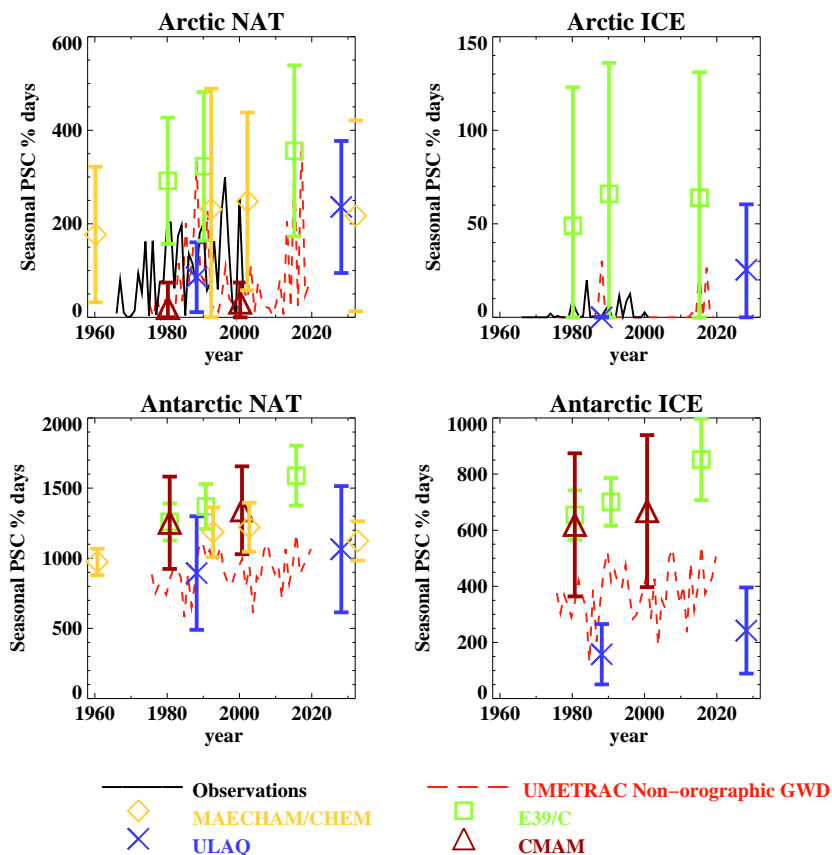 Arctic NAT
Arctic ICE
600
400
200
0
Seasonal PSC % days
1960 1980 2000 2020
year
150
100
50
0
Seasonal PSC % days
1960 1980 2000 2020
year
Antarctic NAT
Antarctic ICE
2000
1500
1000
500
0
Seasonal PSC % days
1960 1980 2000 2020
year
1000
800
600
400
200
0
Seasonal PSC % days
1960 1980 2000 2020
year
Observations
UMETRAC Non-orographic GWD
MAECHAM/CHEM
E39/C
ULAQ
CMAM